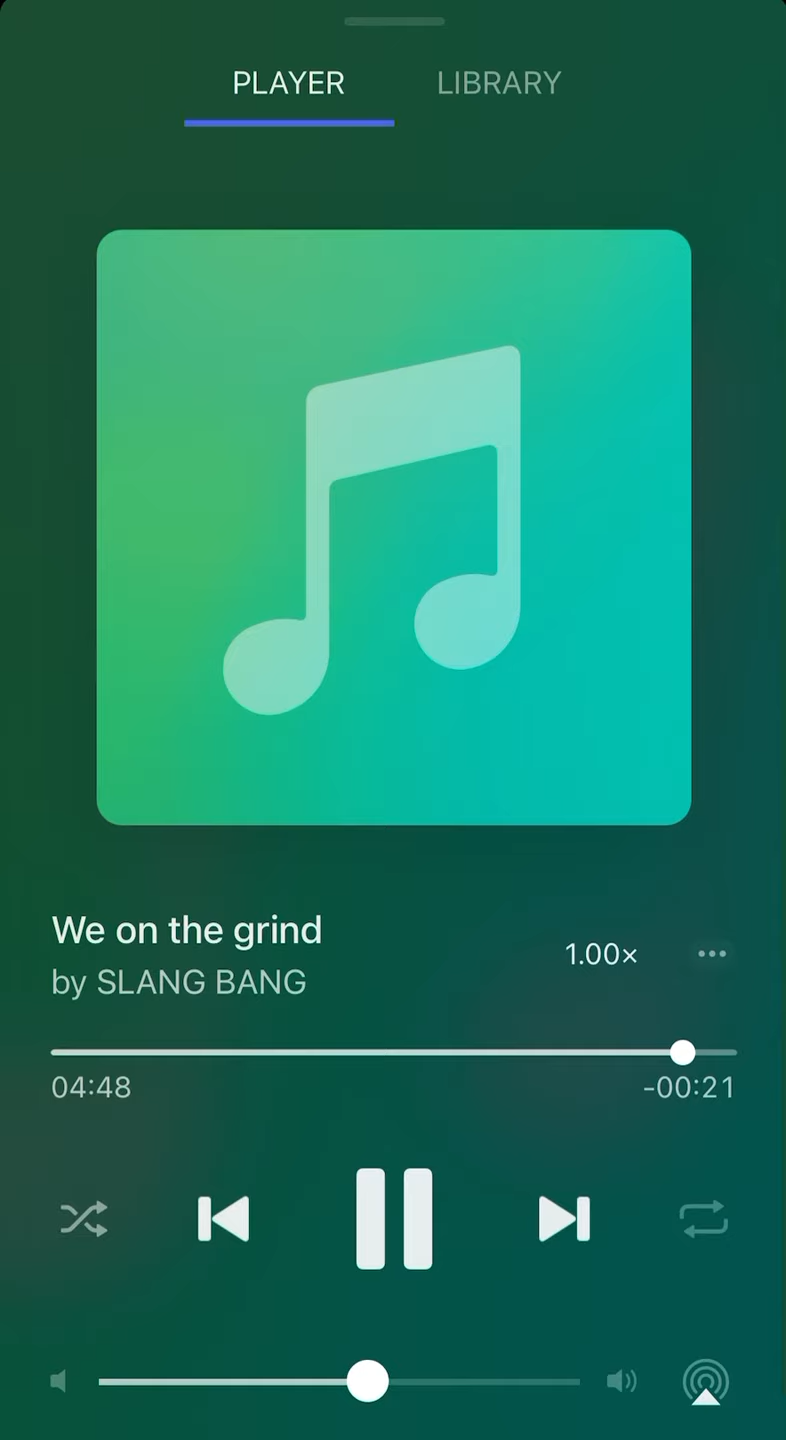 PLAYER LIBRARY
We on the grind
1.00×
by SLANG BANG
04:48 -00:21